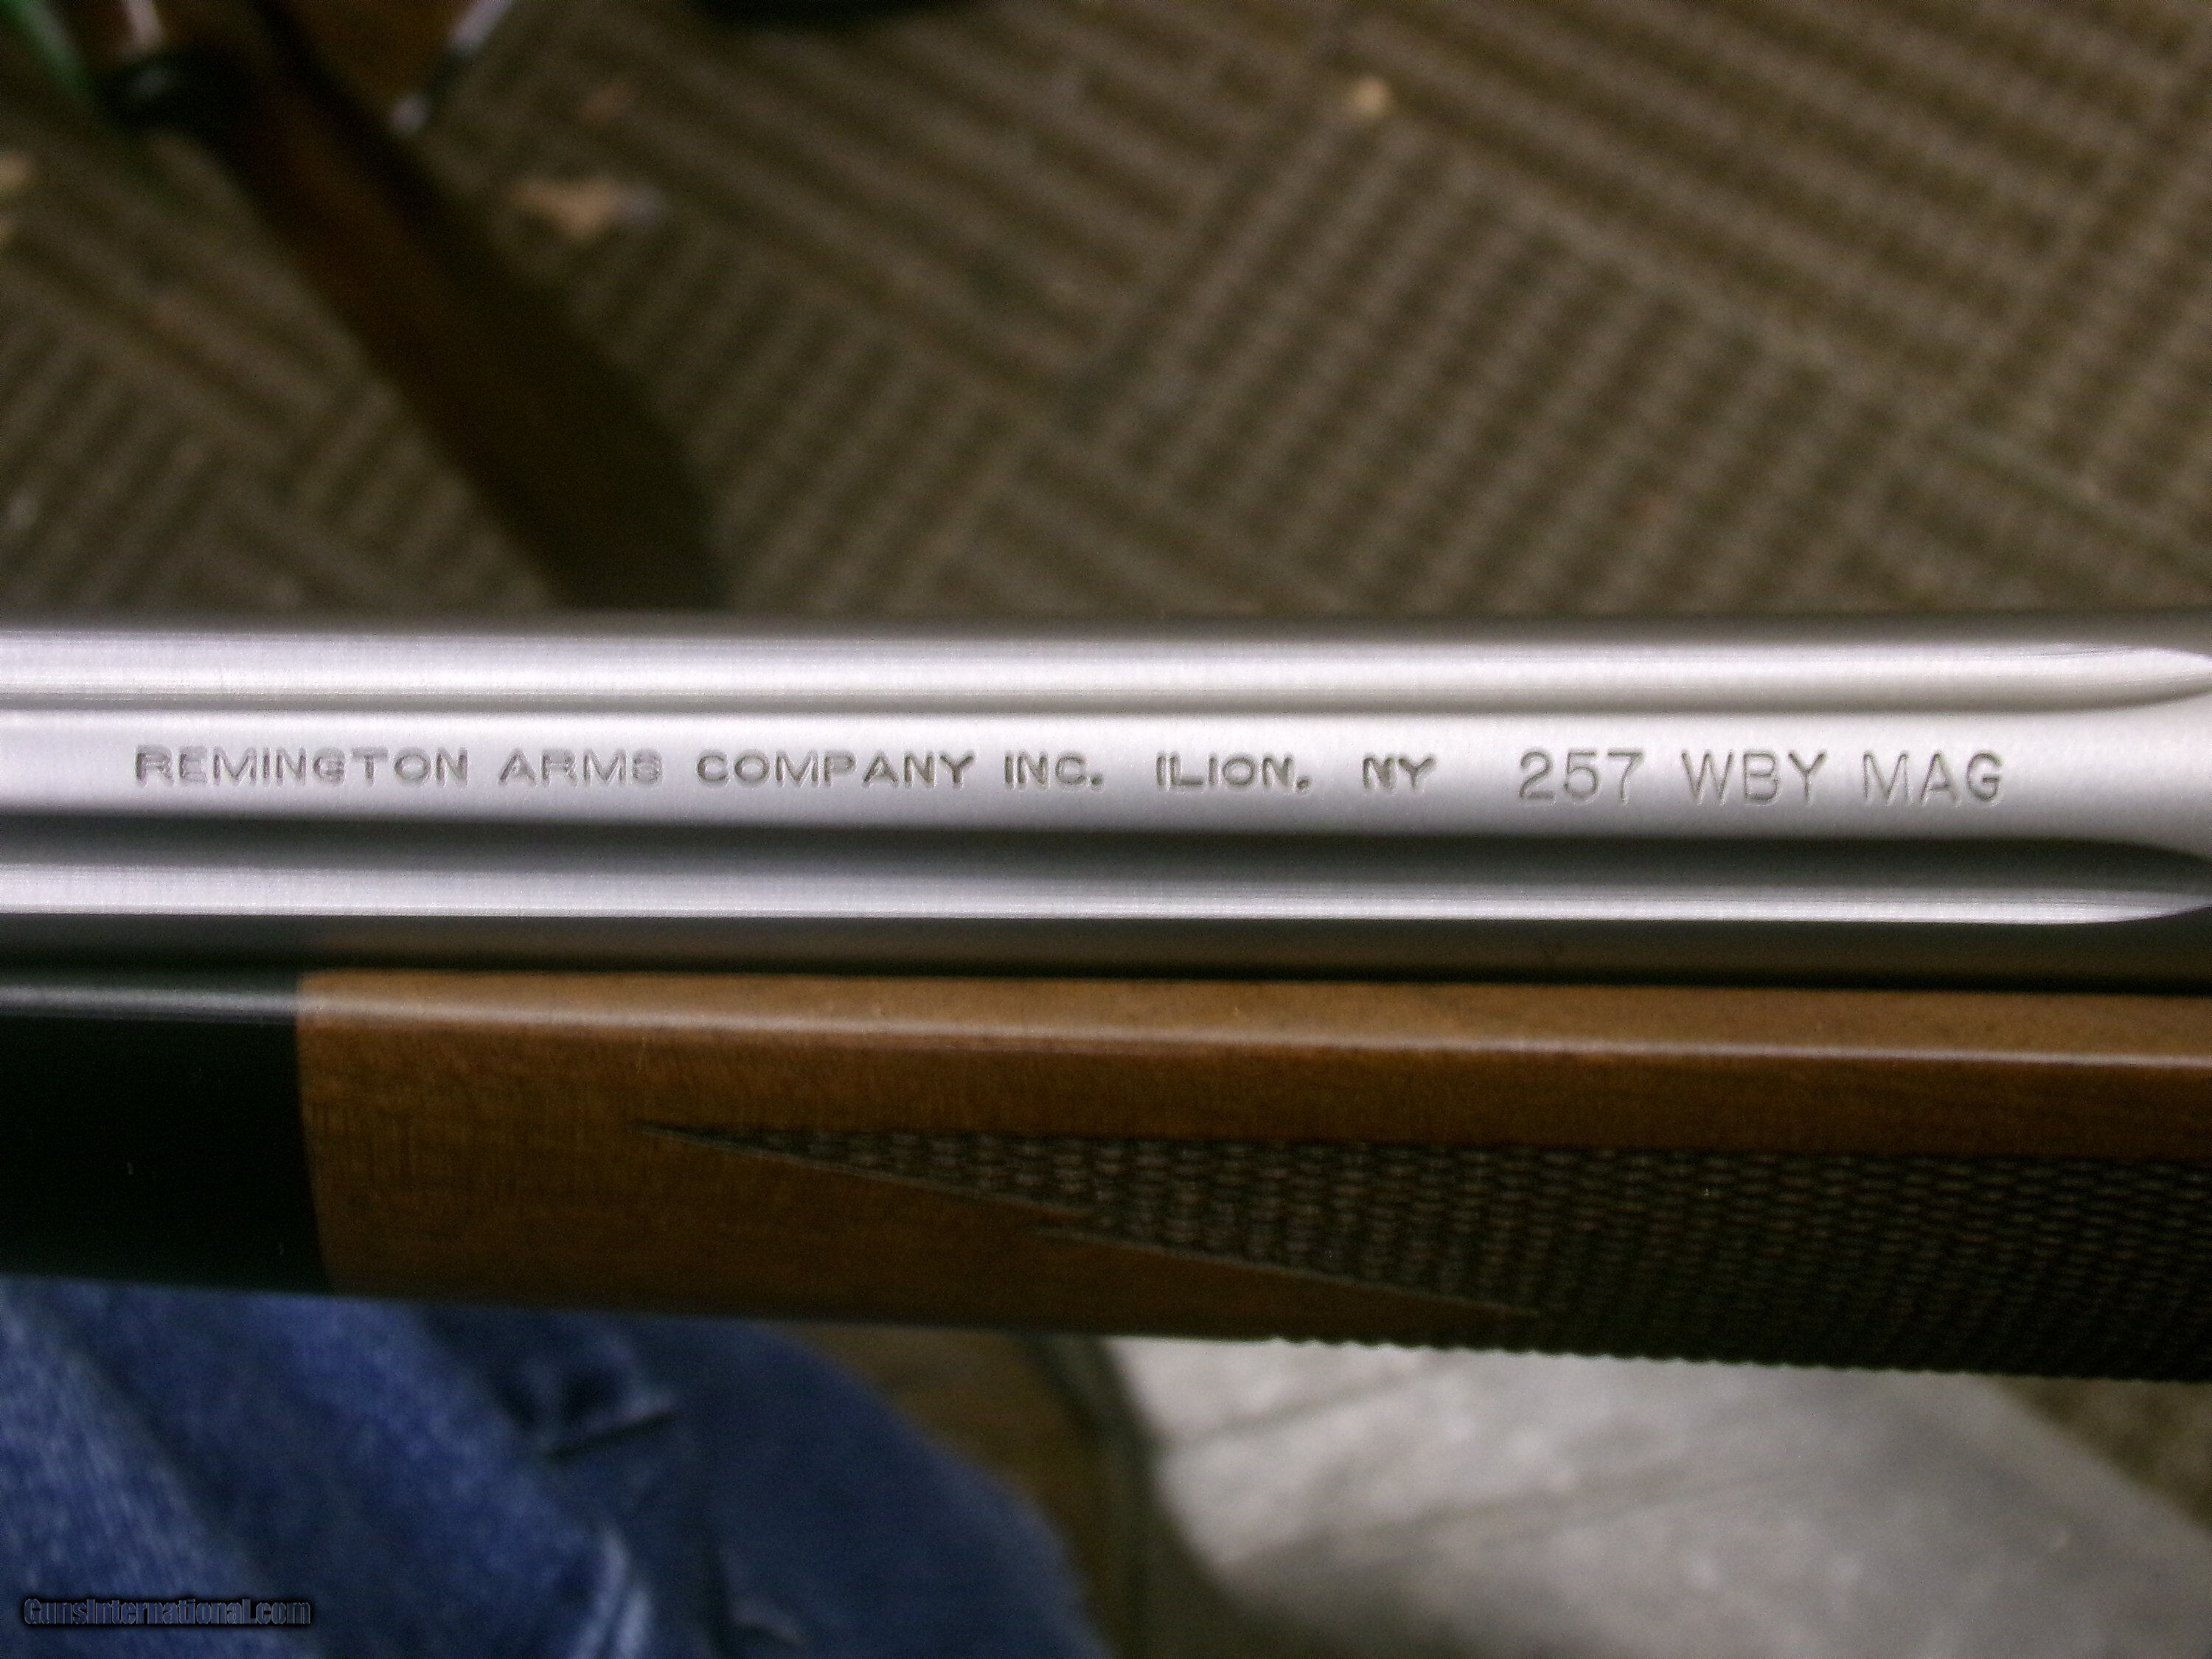 REMINGTON ARMS COMPANY INC. ILION, NY 257 WBY MAG
GunsInternational.com